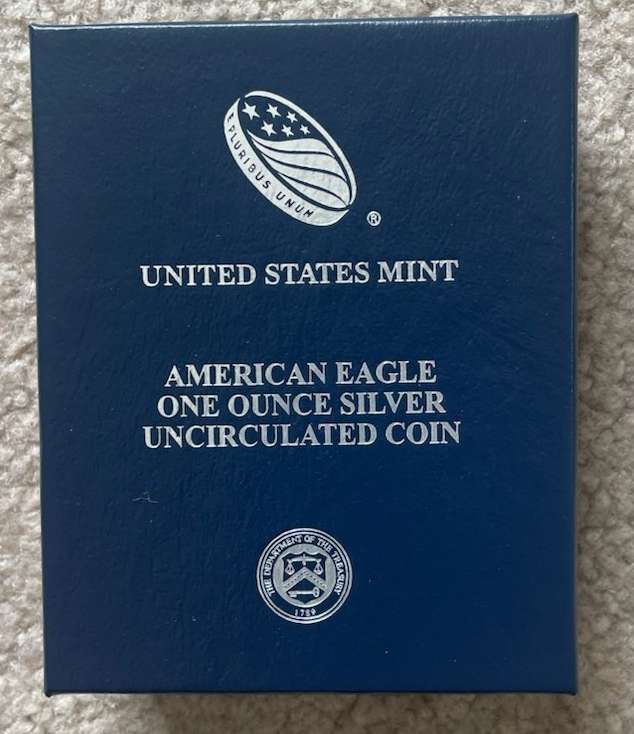 E PLURIBUS UNUM
®
UNITED STATES MINT
AMERICAN EAGLE
ONE OUNCE SILVER
UNCIRCULATED COIN
THE DEPARTMENT OF THE TREASURY
1789